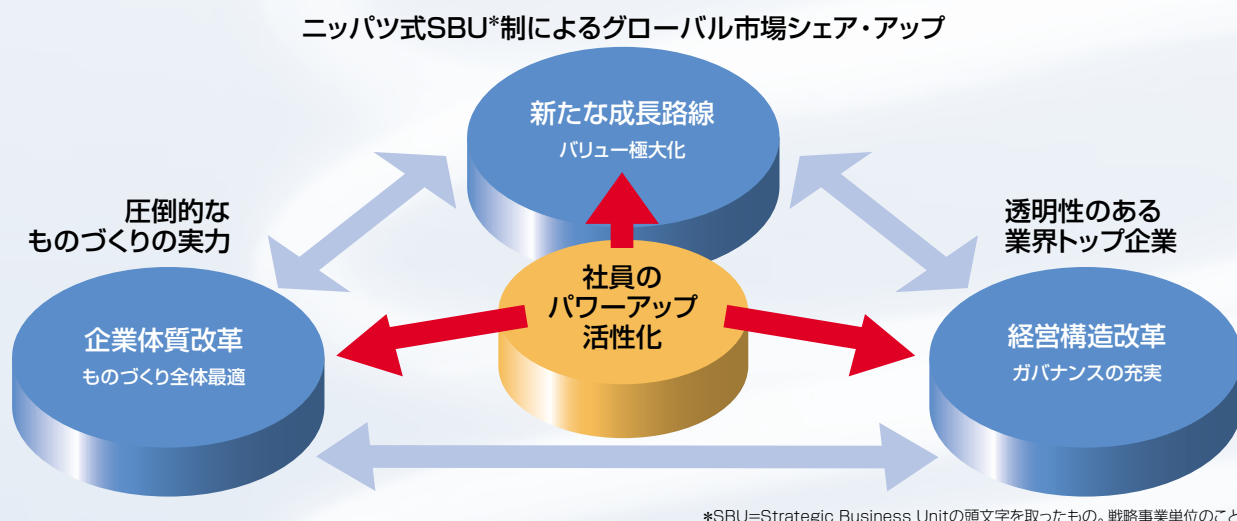 ニッパツ式SBU*制によるグローバル市場シェア・アップ
新たな成長路線
バリュー極大化
圧倒的な
ものづくりの実力
透明性のある
業界トップ企業
社員の
パワーアップ
活性化
企業体質改革
ものづくり全体最適
経営構造改革
ガバナンスの充実
*SBU=Strategic Business Unitの頭文字を取ったもの。戦略事業単位のこと